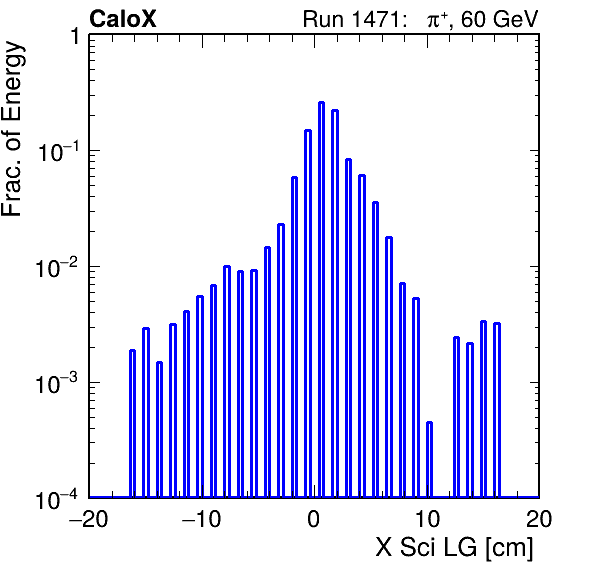 CaloX Run 1471: π⁺, 60 GeV
Frac. of Energy
1
10⁻¹
10⁻²
10⁻³
10⁻⁴
−20 −10 0 10 20
X Sci LG [cm]